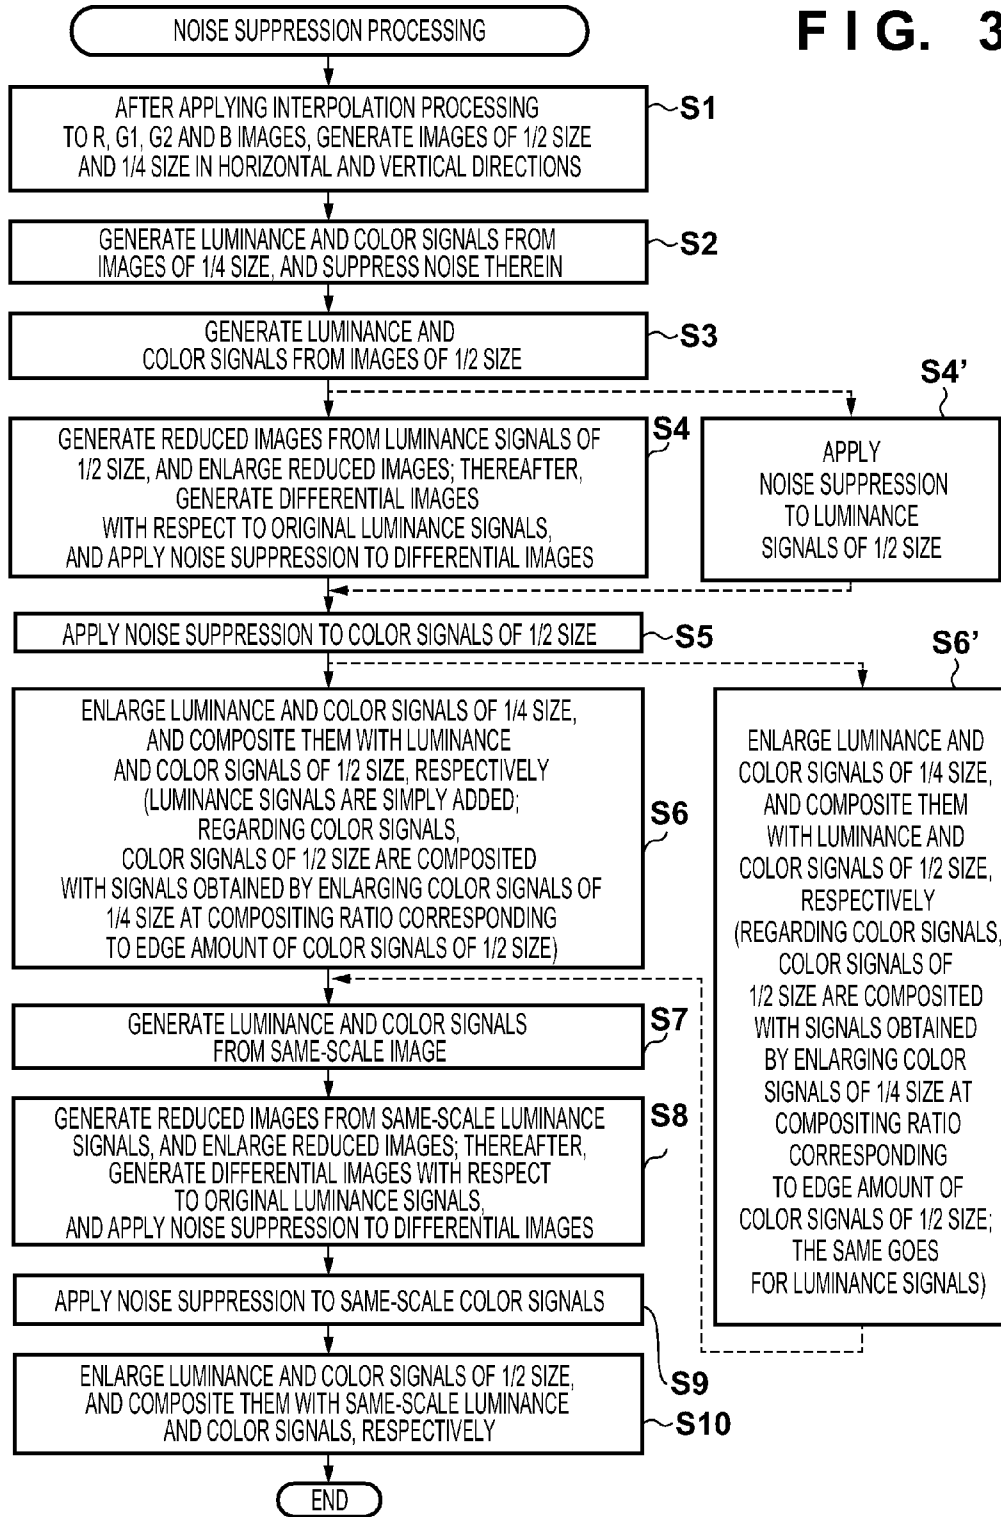 FIG. 3
NOISE SUPPRESSION PROCESSING
AFTER APPLYING INTERPOLATION PROCESSING
TO R, G1, G2 AND B IMAGES, GENERATE IMAGES OF 1/2 SIZE
AND 1/4 SIZE IN HORIZONTAL AND VERTICAL DIRECTIONS
S1
GENERATE LUMINANCE AND COLOR SIGNALS FROM
IMAGES OF 1/4 SIZE, AND SUPPRESS NOISE THEREIN
S2
GENERATE LUMINANCE AND
COLOR SIGNALS FROM IMAGES OF 1/2 SIZE
S3
GENERATE REDUCED IMAGES FROM LUMINANCE SIGNALS OF
1/2 SIZE, AND ENLARGE REDUCED IMAGES; THEREAFTER,
GENERATE DIFFERENTIAL IMAGES
WITH RESPECT TO ORIGINAL LUMINANCE SIGNALS,
AND APPLY NOISE SUPPRESSION TO DIFFERENTIAL IMAGES
S4
S4'
APPLY
NOISE SUPPRESSION
TO LUMINANCE
SIGNALS OF 1/2 SIZE
APPLY NOISE SUPPRESSION TO COLOR SIGNALS OF 1/2 SIZE
S5
ENLARGE LUMINANCE AND COLOR SIGNALS OF 1/4 SIZE,
AND COMPOSITE THEM WITH LUMINANCE
AND COLOR SIGNALS OF 1/2 SIZE, RESPECTIVELY
(LUMINANCE SIGNALS ARE SIMPLY ADDED;
REGARDING COLOR SIGNALS,
COLOR SIGNALS OF 1/2 SIZE ARE COMPOSITED
WITH SIGNALS OBTAINED BY ENLARGING COLOR SIGNALS OF
1/4 SIZE AT COMPOSITING RATIO CORRESPONDING
TO EDGE AMOUNT OF COLOR SIGNALS OF 1/2 SIZE)
S6
S6'
ENLARGE LUMINANCE AND
COLOR SIGNALS OF 1/4 SIZE,
AND COMPOSITE THEM
WITH LUMINANCE AND
COLOR SIGNALS OF 1/2 SIZE,
RESPECTIVELY
(REGARDING COLOR SIGNALS,
COLOR SIGNALS OF
1/2 SIZE ARE COMPOSITED
WITH SIGNALS OBTAINED
BY ENLARGING COLOR
SIGNALS OF 1/4 SIZE AT
COMPOSITING RATIO
CORRESPONDING
TO EDGE AMOUNT OF
COLOR SIGNALS OF 1/2 SIZE;
THE SAME GOES
FOR LUMINANCE SIGNALS)
GENERATE LUMINANCE AND COLOR SIGNALS
FROM SAME-SCALE IMAGE
S7
GENERATE REDUCED IMAGES FROM SAME-SCALE LUMINANCE
SIGNALS, AND ENLARGE REDUCED IMAGES; THEREAFTER,
GENERATE DIFFERENTIAL IMAGES WITH RESPECT
TO ORIGINAL LUMINANCE SIGNALS,
AND APPLY NOISE SUPPRESSION TO DIFFERENTIAL IMAGES
S8
APPLY NOISE SUPPRESSION TO SAME-SCALE COLOR SIGNALS
S9
ENLARGE LUMINANCE AND COLOR SIGNALS OF 1/2 SIZE,
AND COMPOSITE THEM WITH SAME-SCALE LUMINANCE
AND COLOR SIGNALS, RESPECTIVELY
S10
END